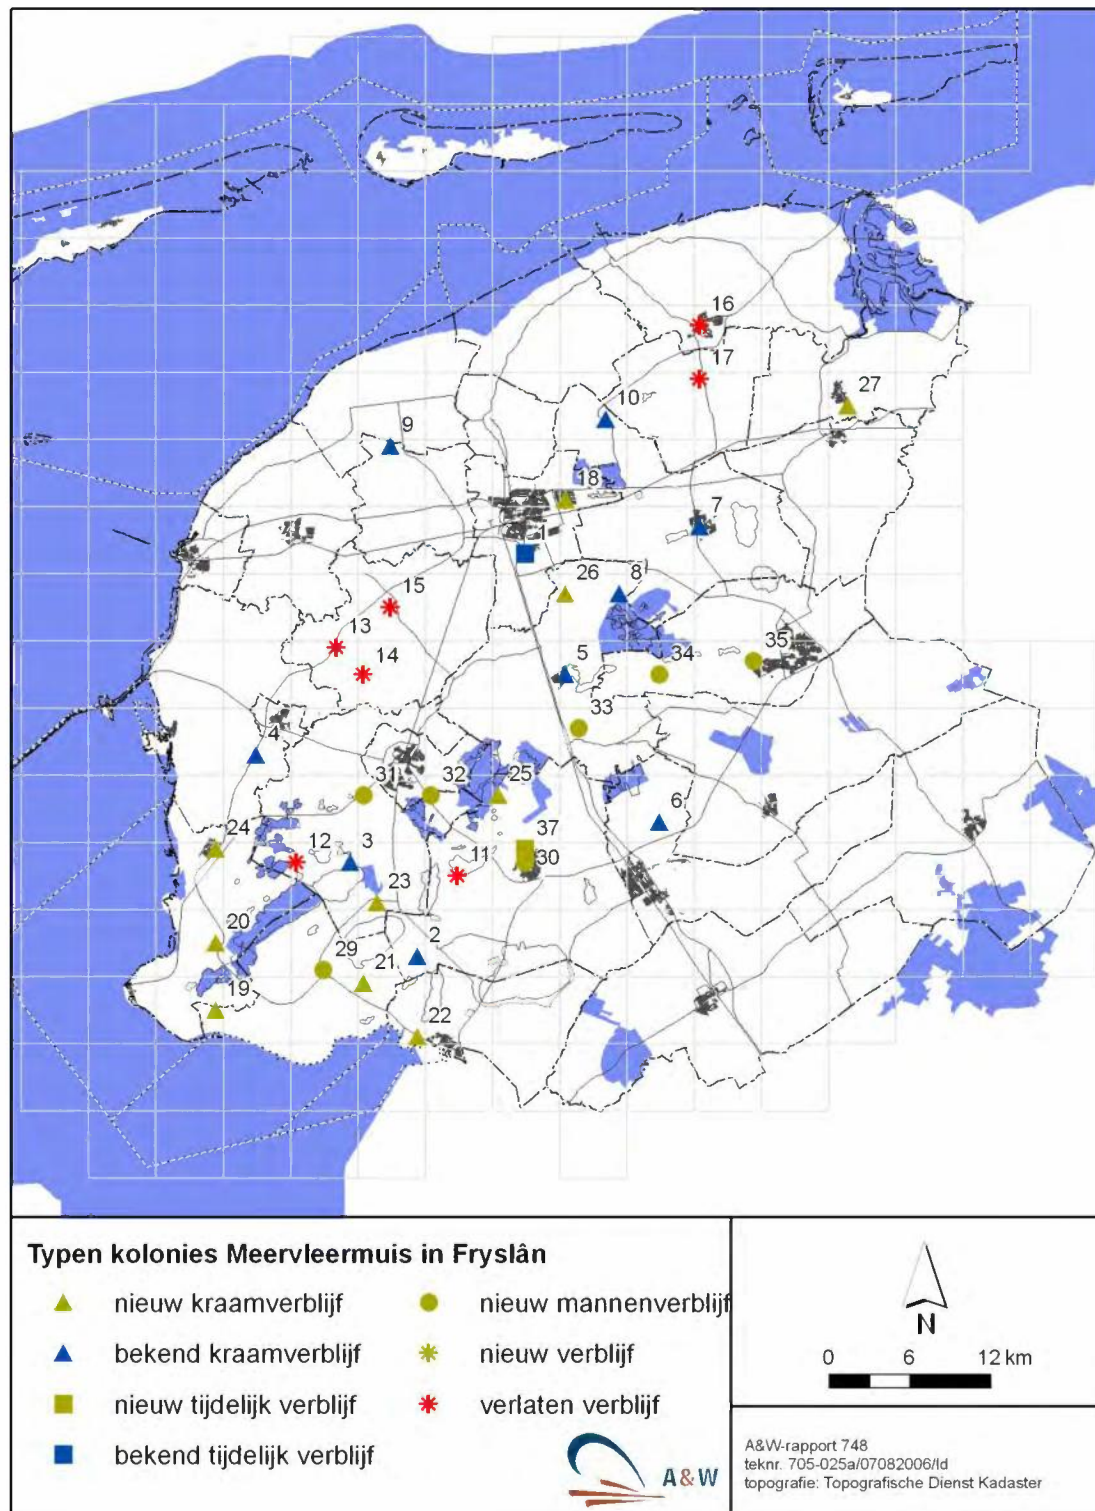 16
17
27
10
9
18
7
1
26
8
15
13
14
5
34
35
33
4
31
32
25
6
24
12
3
37
30
11
23
20
2
29
21
19
22
Typen kolonies Meervleermuis in Fryslân
nieuw kraamverblijf
bekend kraamverblijf
nieuw tijdelijk verblijf
bekend tijdelijk verblijf
nieuw mannenverblijf
nieuw verblijf
verlaten verblijf
A&W
N
0 6 12 km
A&W-rapport 748
teknr. 705-025a/07082006/ld
topografie: Topografische Dienst Kadaster